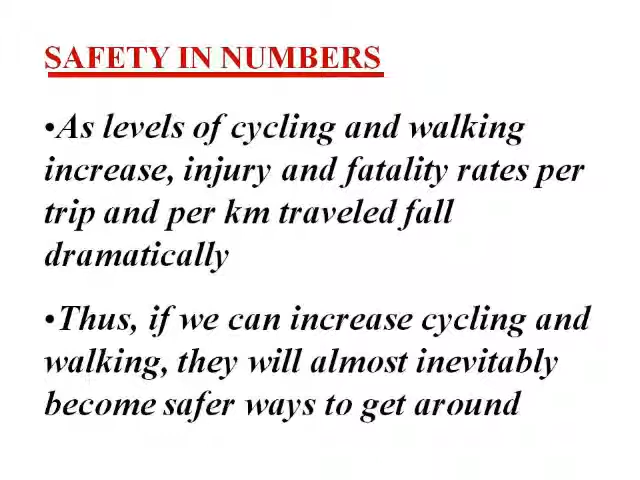 SAFETY IN NUMBERS
•As levels of cycling and walking
increase, injury and fatality rates per
trip and per km traveled fall
dramatically
•Thus, if we can increase cycling and
walking, they will almost inevitably
become safer ways to get around